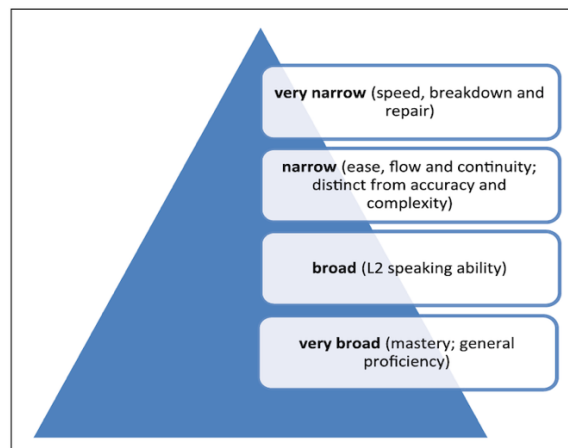 very narrow (speed, breakdown and
repair)
narrow (ease, flow and continuity;
distinct from accuracy and
complexity)
broad (L2 speaking ability)
very broad (mastery; general
proficiency)